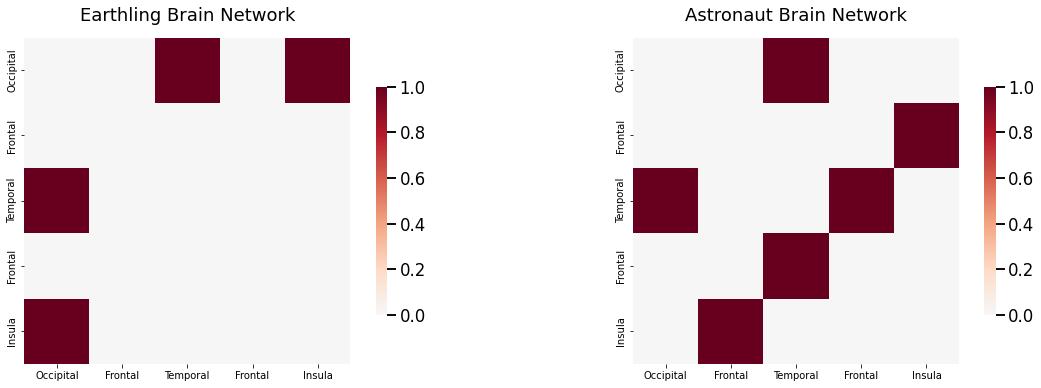 Earthling Brain Network
Occipital
Frontal
Temporal
Frontal
Insula
Occipital Frontal Temporal Frontal Insula
1.0
0.8
0.6
0.4
0.2
0.0
Astronaut Brain Network
Occipital
Frontal
Temporal
Frontal
Insula
Occipital Frontal Temporal Frontal Insula
1.0
0.8
0.6
0.4
0.2
0.0